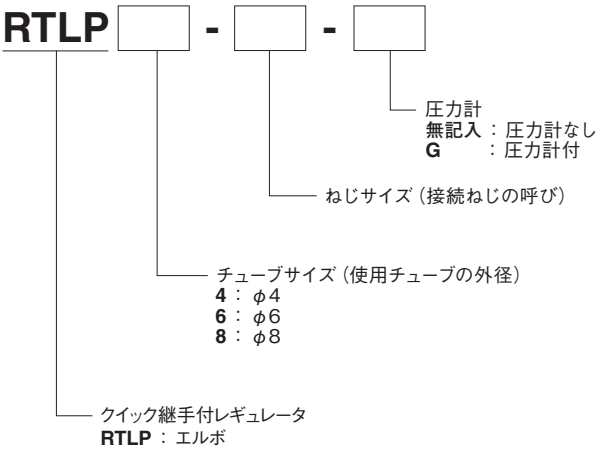 RTLP - -
圧力計
無記入 : 圧力計なし
G : 圧力計付
ねじサイズ (接続ねじの呼び)
チューブサイズ (使用チューブの外径)
4 : φ4
6 : φ6
8 : φ8
クイック継手付レギュレータ
RTLP : エルボ